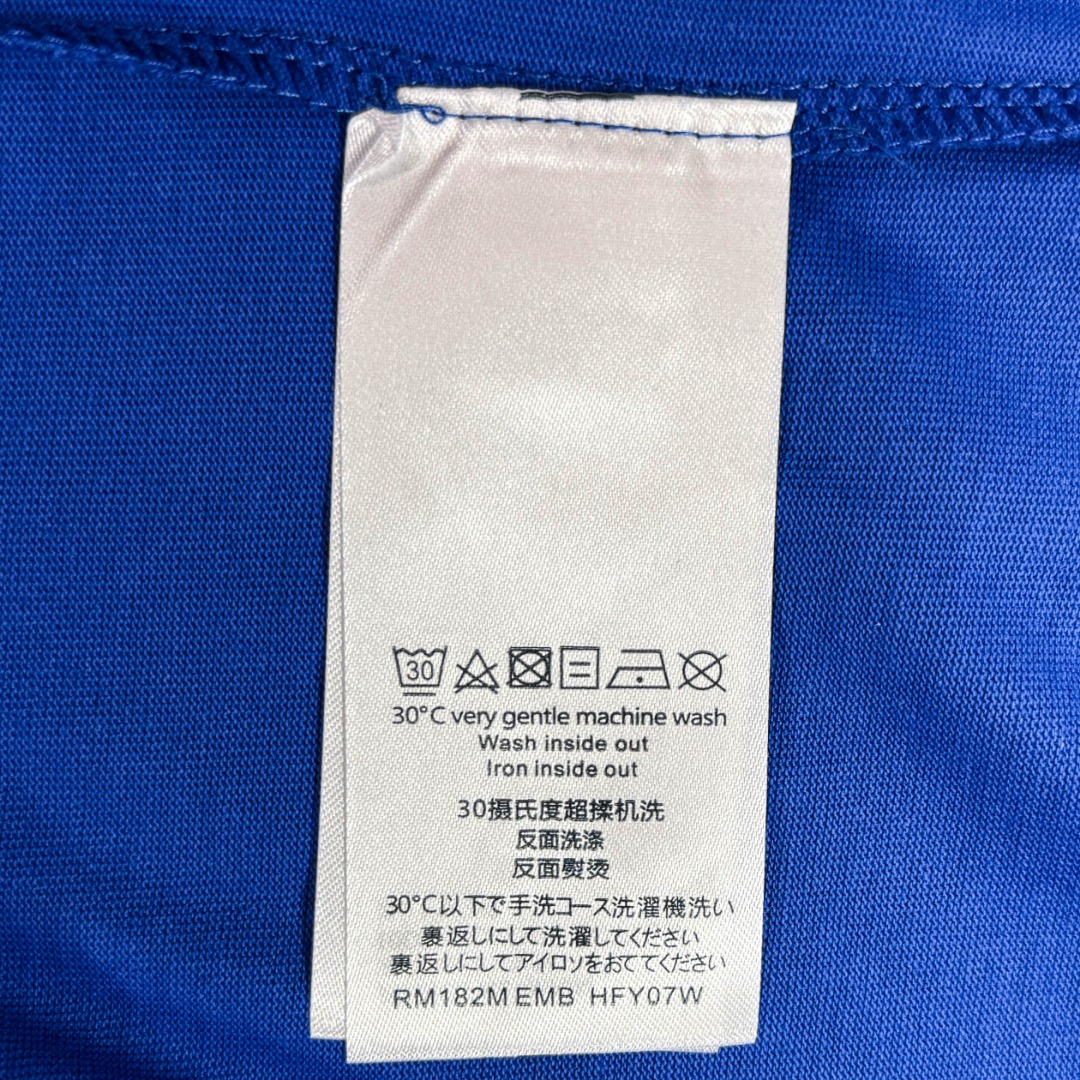 30
30°C very gentle machine wash
Wash inside out
Iron inside out
30摄氏度超揉机洗
反面洗涤
反面熨烫
30°C以下で手洗コース洗濯機洗い
裏返しにして洗濯してください
裏返しにしてアイロソをおててください
RM182M EMB HFY07W